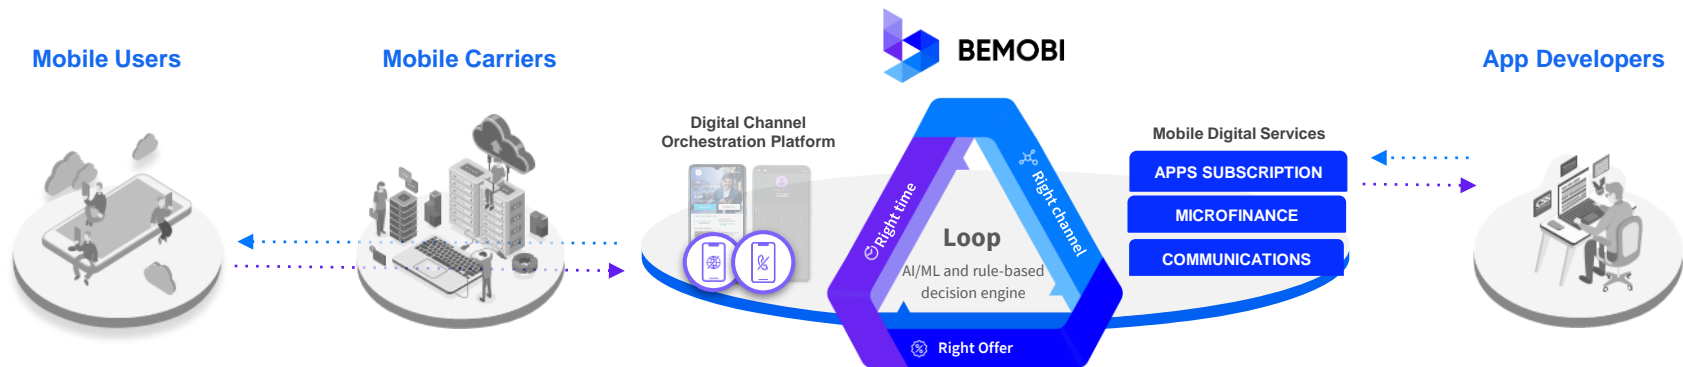 Mobile Users
Mobile Carriers
BEMOBI
App Developers
Digital Channel
Orchestration Platform
Mobile Digital Services
APPS SUBSCRIPTION
MICROFINANCE
COMMUNICATIONS
Right time
Right channel
Loop
AI/ML and rule-based
decision engine
Right Offer